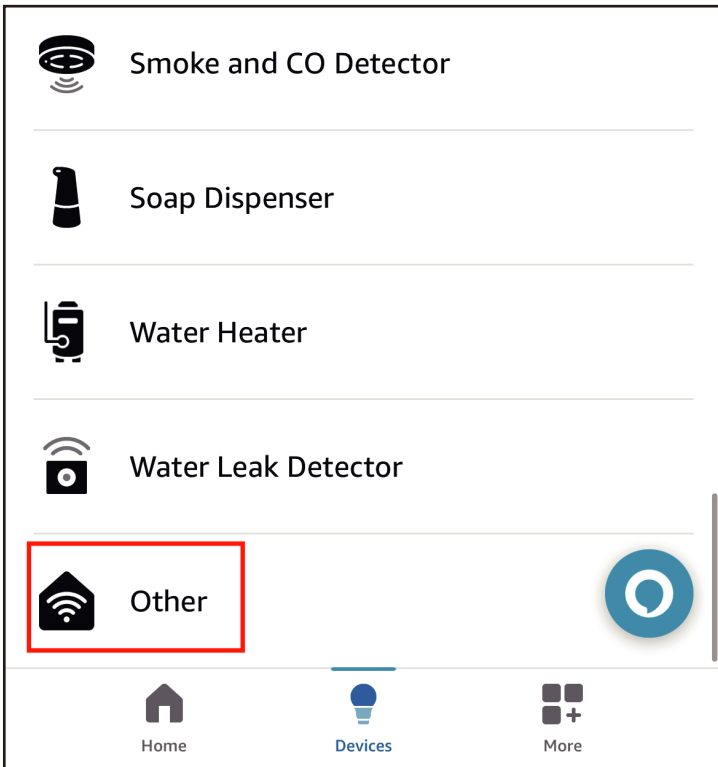 Smoke and CO Detector
Soap Dispenser
Water Heater
Water Leak Detector
Other
Home Devices More